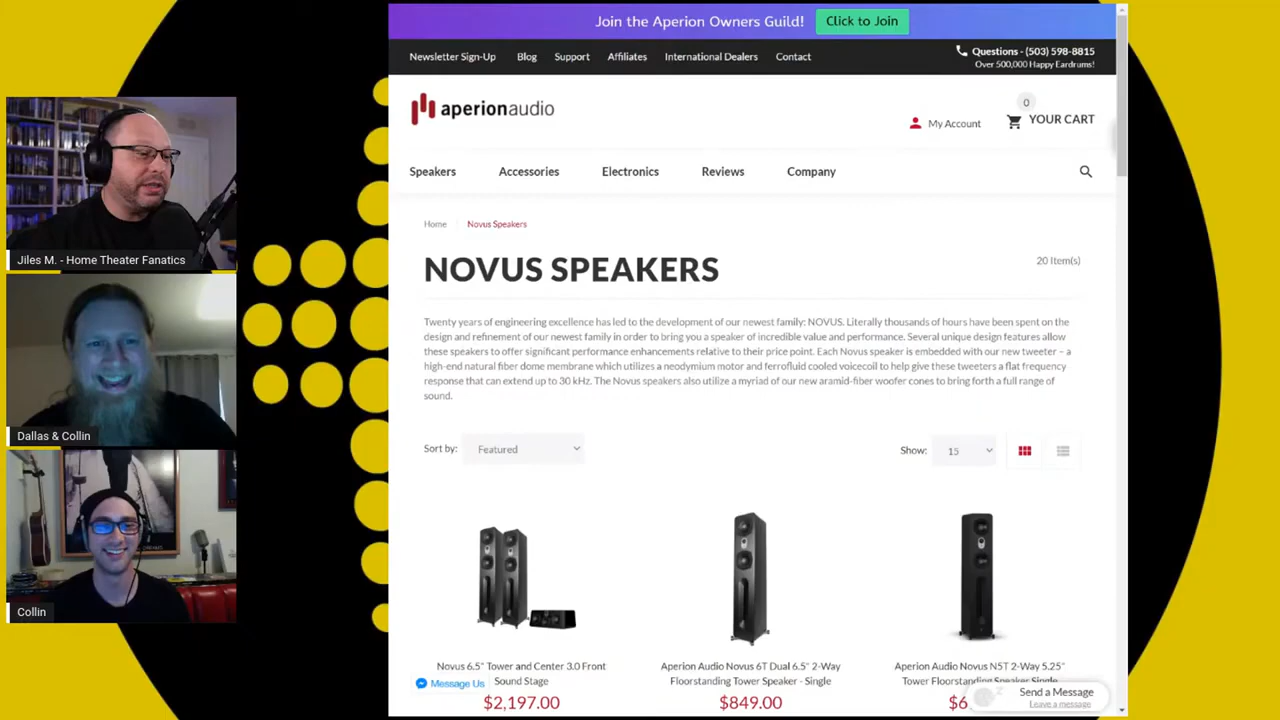 Join the Aperion Owners Guild!
Click to Join
Newsletter Sign-Up
Blog
Support
Affiliates
International Dealers
Contact
Questions - (503) 598-8815
Over 500,000 Happy Eardrums!
aperionaudio
My Account
0
YOUR CART
Speakers
Accessories
Electronics
Reviews
Company
Home
Novus Speakers
NOVUS SPEAKERS
20 Item(s)
Twenty years of engineering excellence has led to the development of our newest family: NOVUS. Literally thousands of hours have been spent on the
design and refinement of our newest family in order to bring you a speaker of incredible value and performance. Several unique design features allow
these speakers to offer significant performance enhancements relative to their price point. Each Novus speaker is embedded with our new tweeter – a
high-end natural fiber dome membrane which utilizes a neodymium motor and ferrofluid cooled voicecoil to help give these tweeters a flat frequency
response that can extend up to 30 kHz. The Novus speakers also utilize a myriad of our new aramid-fiber woofer cones to bring forth a full range of
sound.
Sort by:
Featured
Show:
15
Novus 6.5" Tower and Center 3.0 Front
Sound Stage
$2,197.00
Aperion Audio Novus 6T Dual 6.5" 2-Way
Floorstanding Tower Speaker - Single
$849.00
Aperion Audio Novus N5T 2-Way 5.25"
Tower Floorstanding Speaker Single
$6
Message Us
Send a Message
Leave a message
Jiles M. - Home Theater Fanatics
Dallas & Collin
Collin